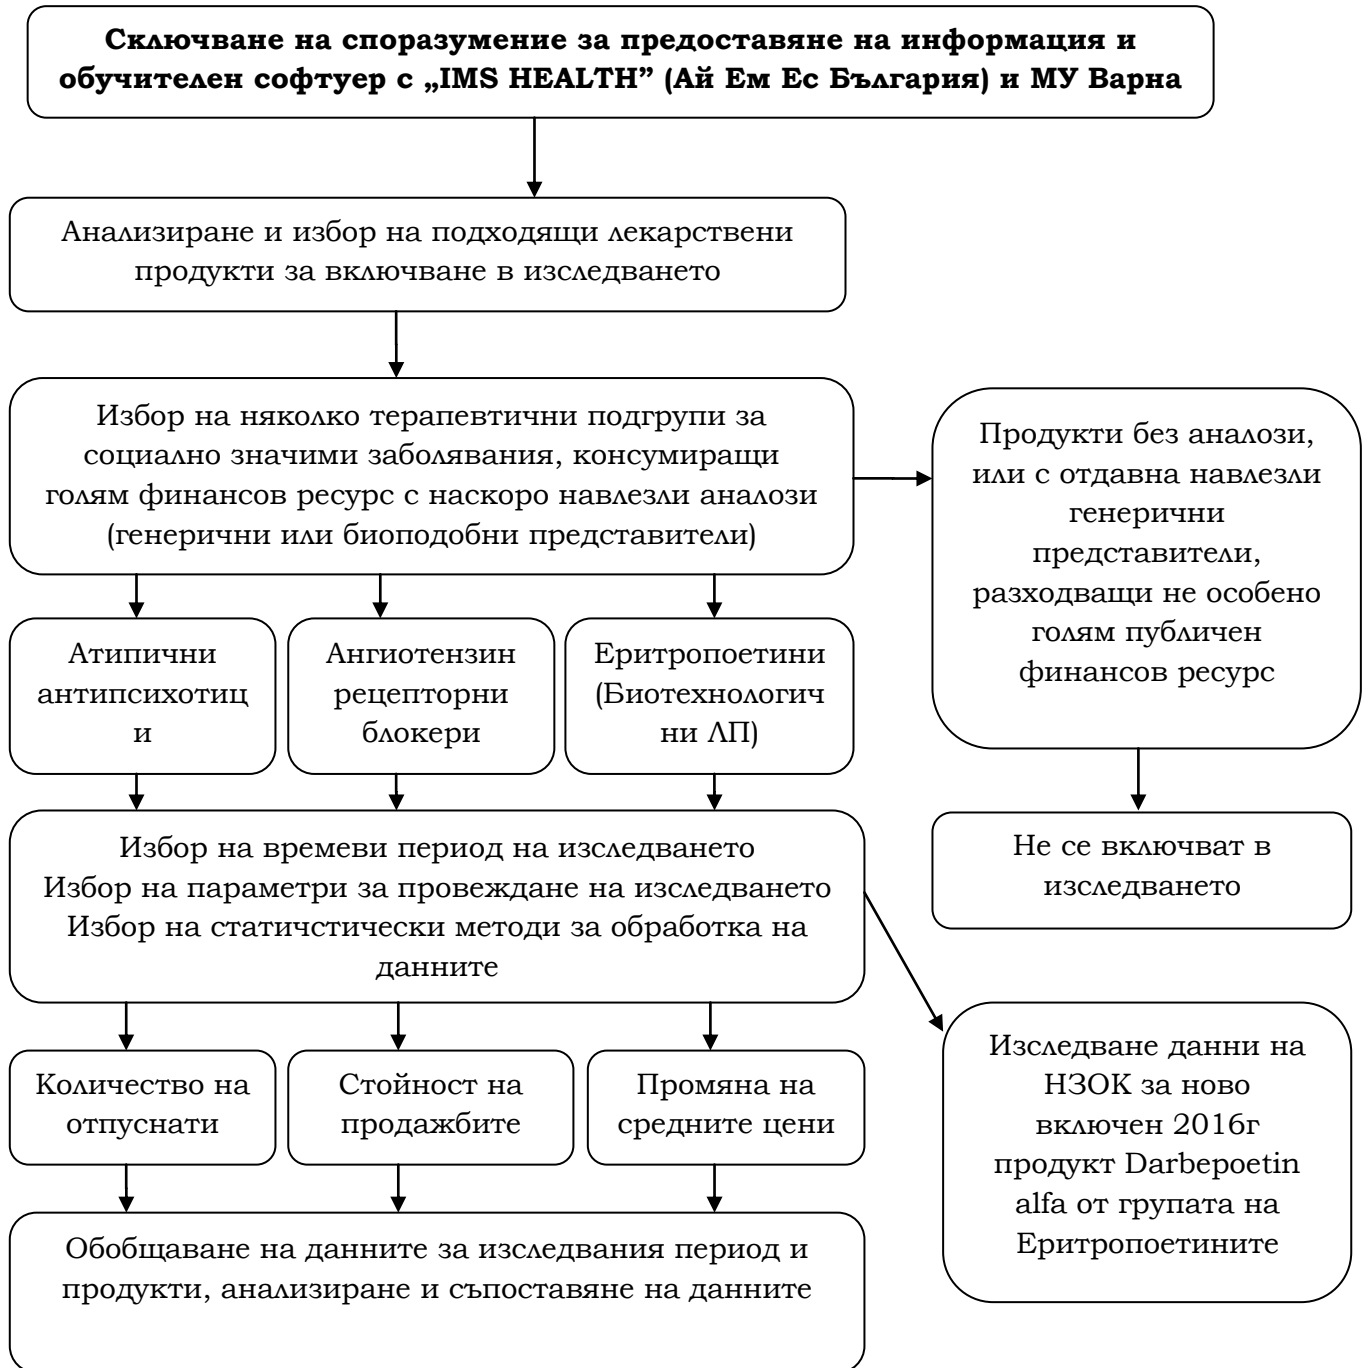 Сключване на споразумение за предоставяне на информация и
обучителен софтуер с „IMS HEALTH” (Ай Ем Ес България) и МУ Варна
Анализиране и избор на подходящи лекарствени
продукти за включване в изследването
Избор на няколко терапевтични подгрупи за
социално значими заболявания, консумиращи
голям финансов ресурс с наскоро навлезли аналози
(генерични или биоподобни представители)
Продукти без аналози,
или с отдавна навлезли
генерични
представители,
разходващи не особено
голям публичен
финансов ресурс
Атипични
антипсихотиц
и
Ангиотензин
рецепторни
блокери
Еритропоетини
(Биотехнологич
ни ЛП)
Не се включват в
изследването
Избор на времеви период на изследването
Избор на параметри за провеждане на изследването
Избор на статичстически методи за обработка на
данните
Количество на
отпуснати
Стойност на
продажбите
Промяна на
средните цени
Изследване данни на
НЗОК за ново
включен 2016г
продукт Darbepoetin
alfa от групата на
Еритропоетините
Обобщаване на данните за изследвания период и
продукти, анализиране и съпоставяне на данните